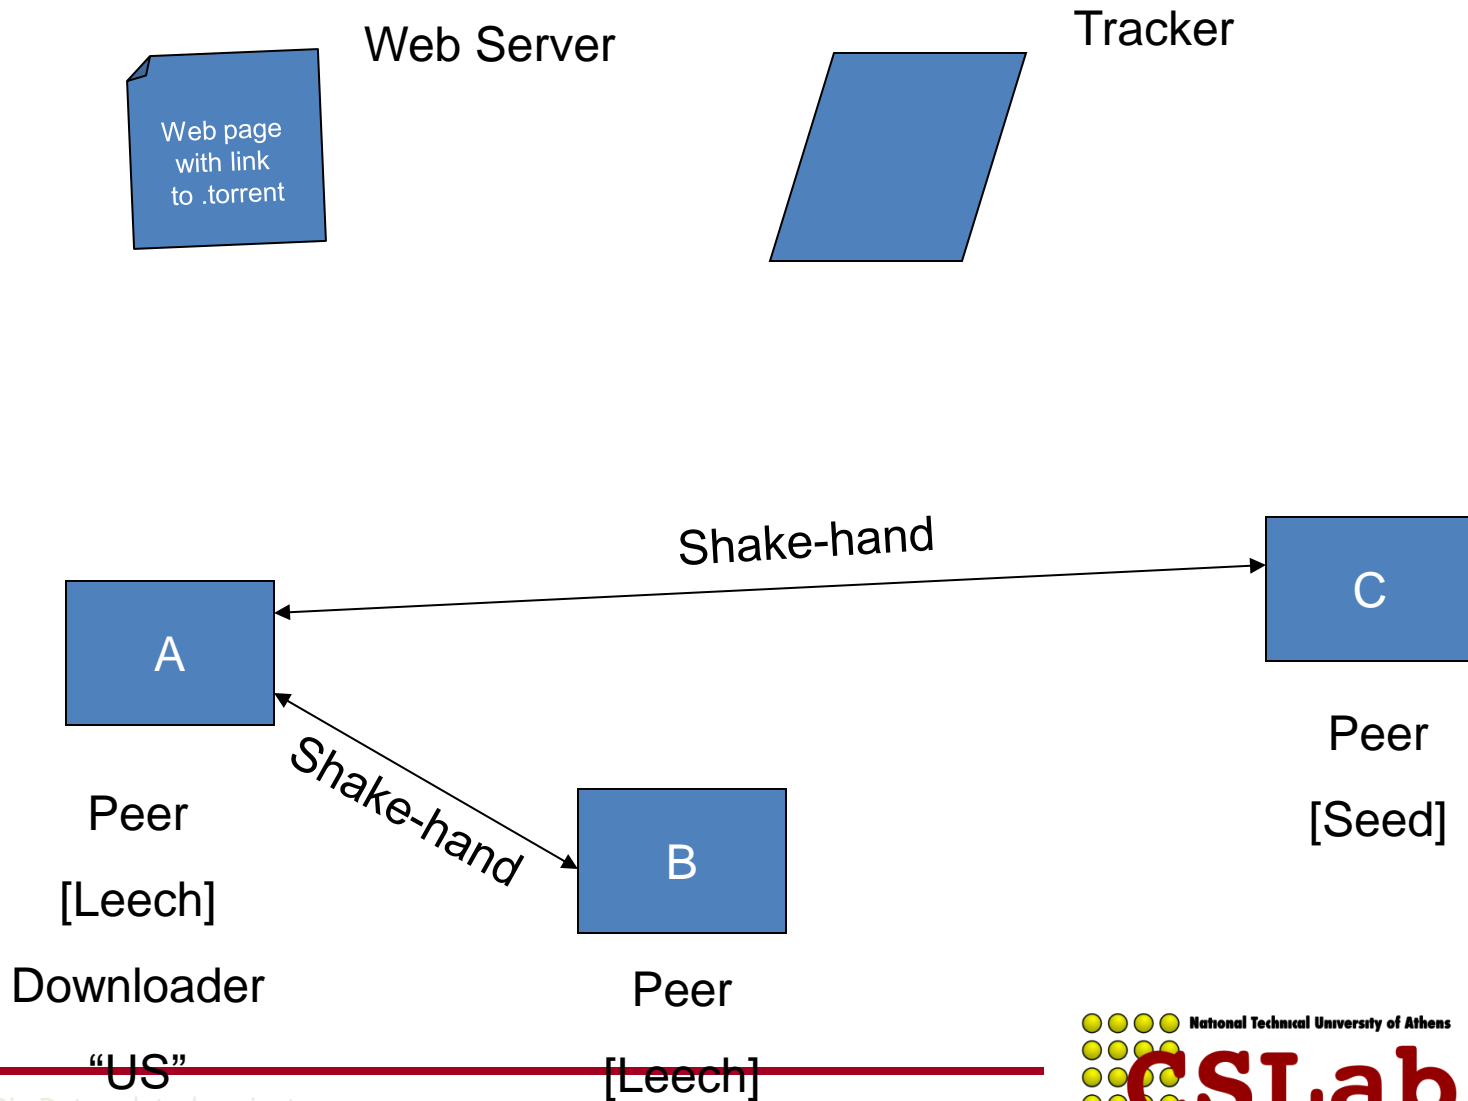 Web Server
Tracker
Web page
with link
to .torrent
Shake-hand
C
A
Peer
[Seed]
Shake-hand
B
Peer
[Leech]
Downloader
“US”
Peer
[Leech]
National Technical University of Athens
CSLab